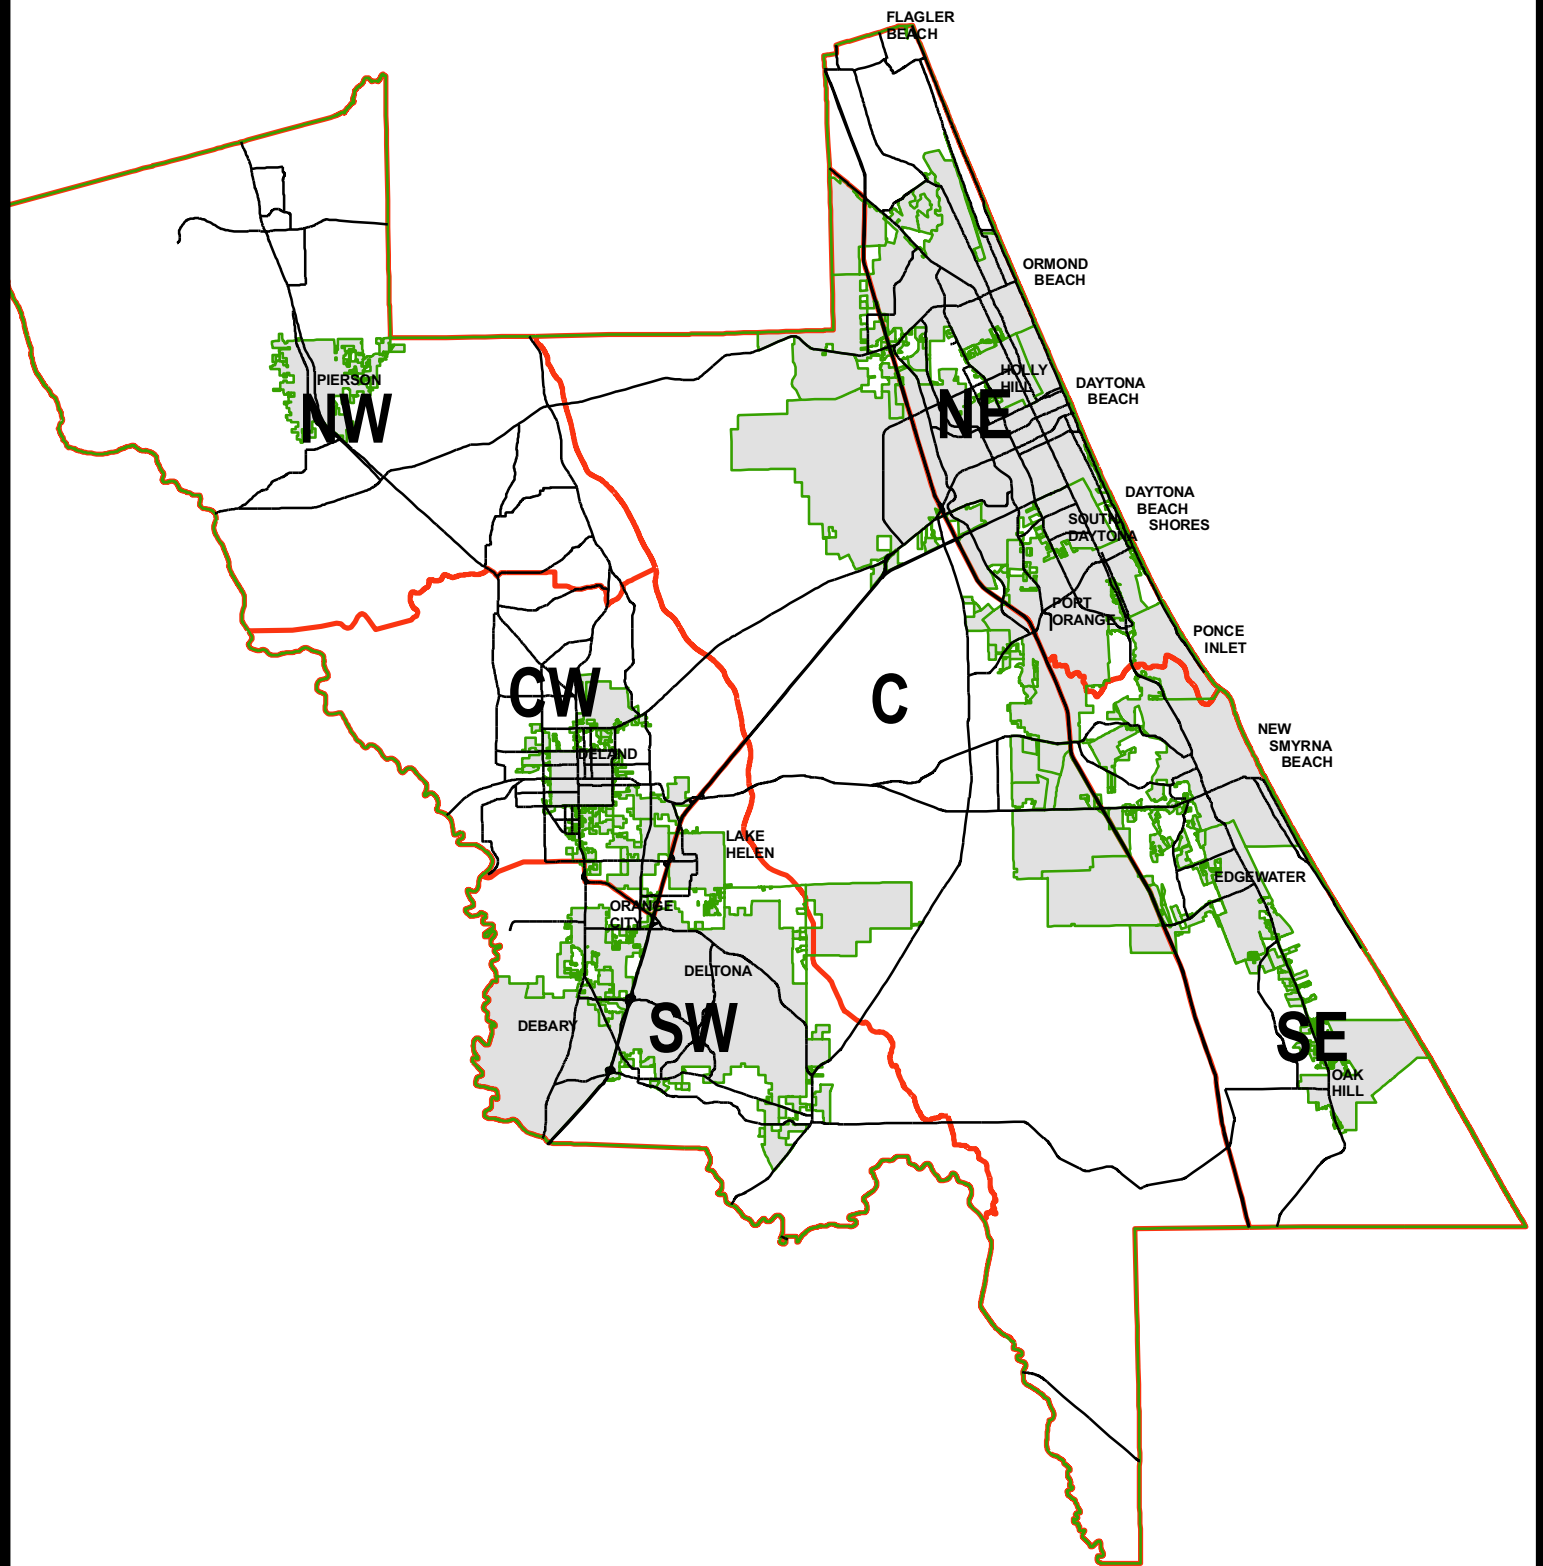 FLAGLER
BEACH
ORMOND
BEACH
HOLLY
HILL
DAYTONA
BEACH
PIERSON
NW
NE
DAYTONA
BEACH
SHORES
SOUTH
DAYTONA
PORT
ORANGE
PONCE
INLET
CW
C
DELAND
NEW
SMYRNA
BEACH
LAKE
HELEN
EDGEWATER
ORANGE
CITY
DELTONA
DEBARY
SW
SE
OAK
HILL